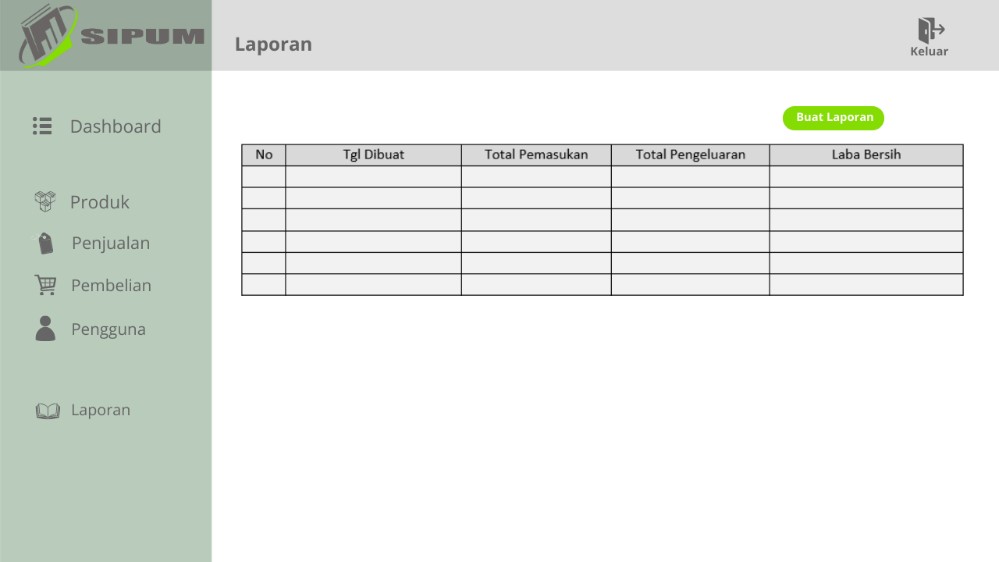 SIPUM
Laporan
Keluar
Dashboard
Produk
Penjualan
Pembelian
Pengguna
Laporan
Buat Laporan
No Tgl Dibuat Total Pemasukan Total Pengeluaran Laba Bersih